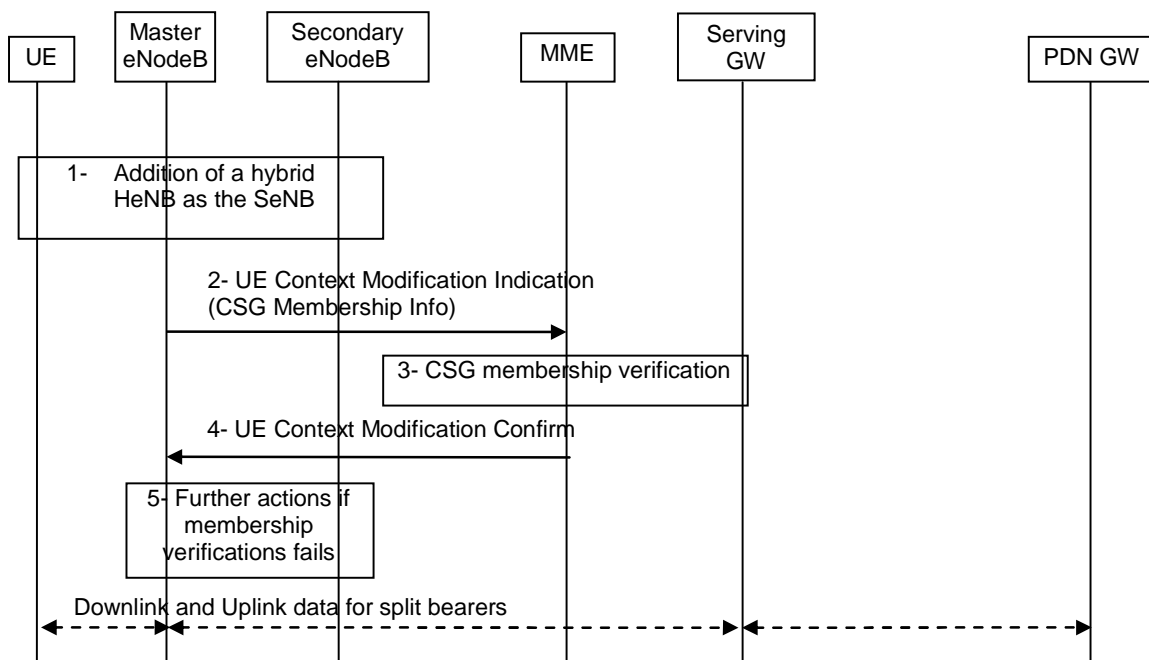 UE
Master
eNodeB
Secondary
eNodeB
MME
Serving
GW
PDN GW
1- Addition of a hybrid
HeNB as the SeNB
2- UE Context Modification Indication
(CSG Membership Info)
3- CSG membership verification
4- UE Context Modification Confirm
5- Further actions if
membership
verifications fails
Downlink and Uplink data for split bearers